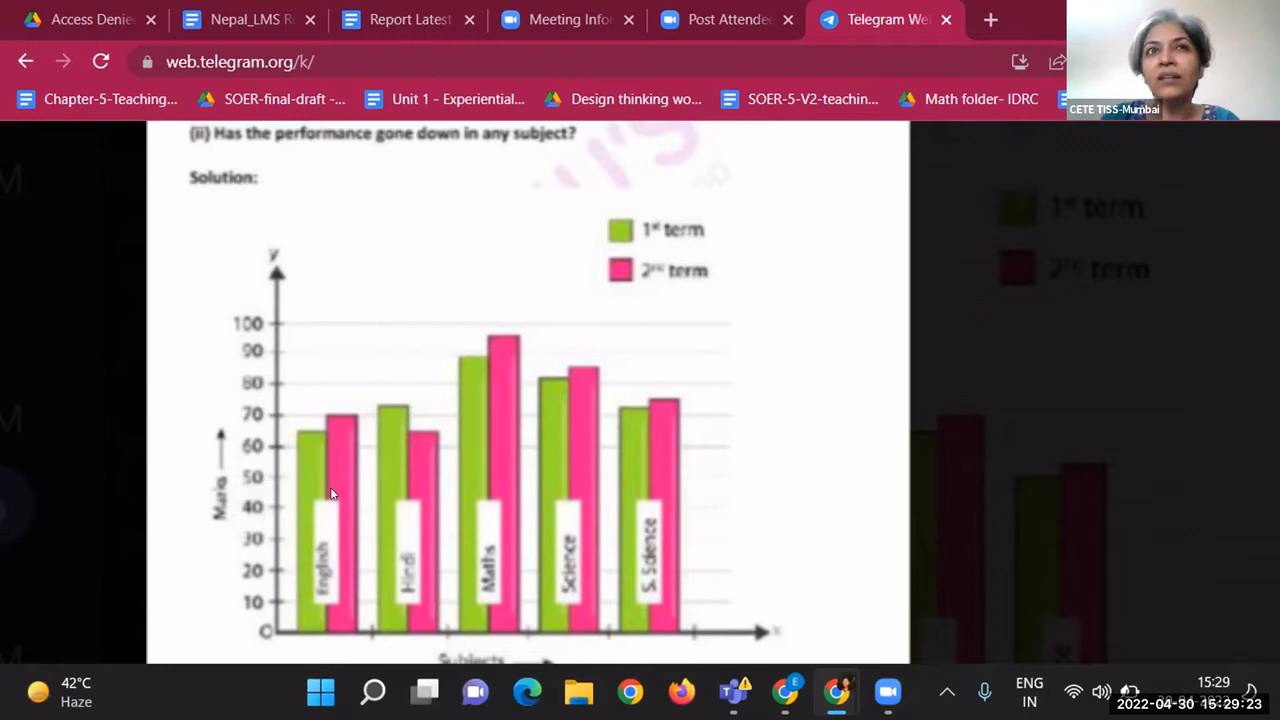 Access Denie
Nepal_LMS R
Report Latest
Meeting Info
Post Attende
Telegram We
web.telegram.org/k/
Chapter-5-Teaching...
SOER-final-draft -...
Unit 1 - Experiential...
Design thinking wo...
SOER-5-V2-teachin...
Math folder- IDRC
CETE TISS-Mumbai
(ii) Has the performance gone down in any subject?
Solution:
1st term
2nd term
y
100
90
80
70
60
50
40
30
20
10
O
x
Marks
English
Hindi
Maths
Science
S. Science
Subjects
1st term
2nd term
42°C
Haze
E
ENG
IN
15:29
2022-04-30 15:29:23